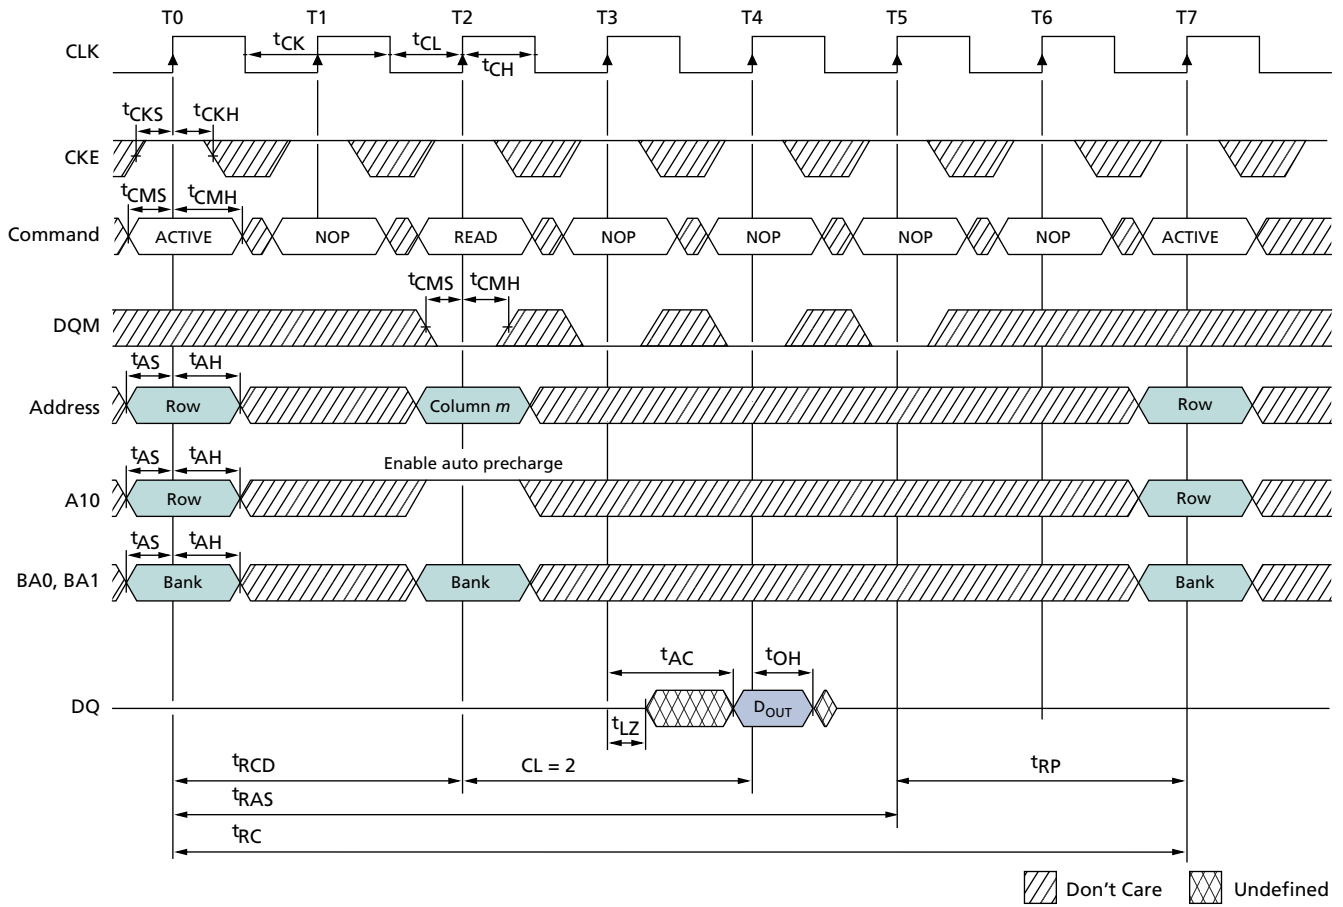 T0 T1 T2 T3 T4 T5 T6 T7
CLK tCK tCL tCH
tCKS tCKH
CKE
tCMS tCMH
Command ACTIVE NOP READ NOP NOP NOP NOP ACTIVE
tCMS tCMH
DQM
tAS tAH
Address Row Column m Row
tAS tAH Enable auto precharge
A10 Row Row
tAS tAH
BA0, BA1 Bank Bank Bank
tAC tOH
DQ DOUT
tLZ
tRCD CL = 2 tRP
tRAS
tRC
Don't Care Undefined